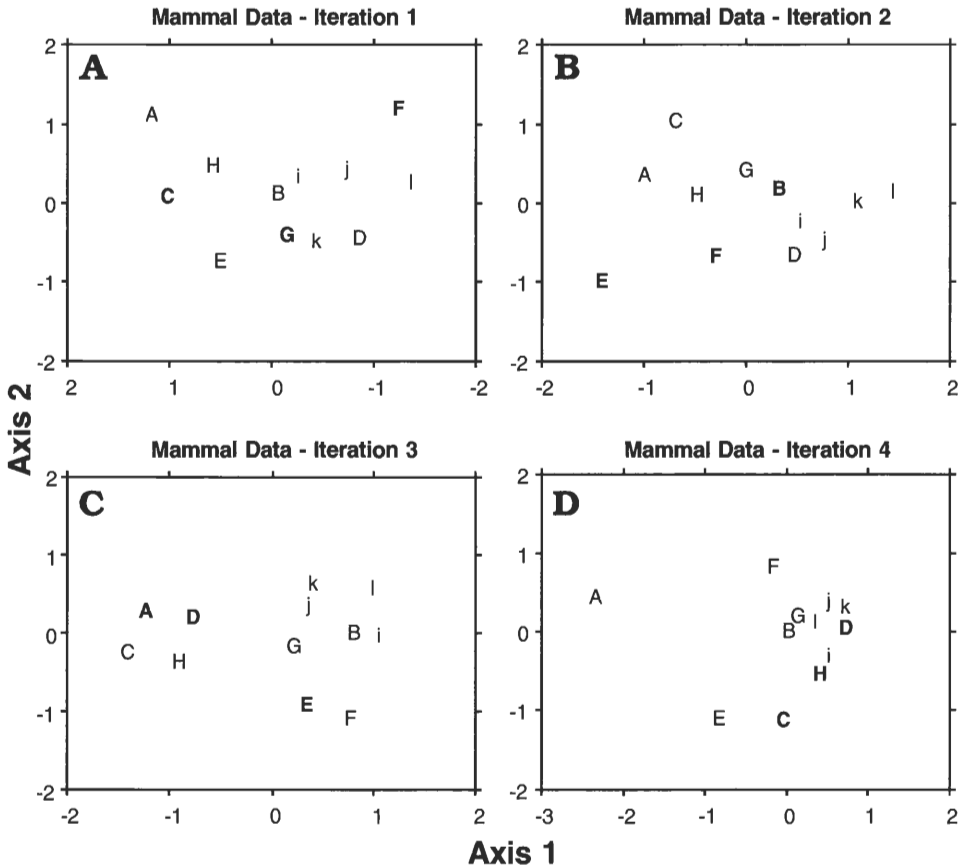 Mammal Data - Iteration 1
A
2
1
0
-1
-2
A
F
H
i
j
l
C
B
G
k
D
E
2 1 0 -1 -2
Mammal Data - Iteration 2
B
2
1
0
-1
-2
C
A
G
H
B
k
l
i
j
F
D
E
-2 -1 0 1 2
Mammal Data - Iteration 3
C
2
1
0
-1
-2
k
l
j
A
D
B
i
G
C
H
E
F
-2 -1 0 1 2
Mammal Data - Iteration 4
D
2
1
0
-1
-2
F
A
j
k
G
l
B
D
i
H
E
C
-3 -2 -1 0 1 2
Axis 2
Axis 1